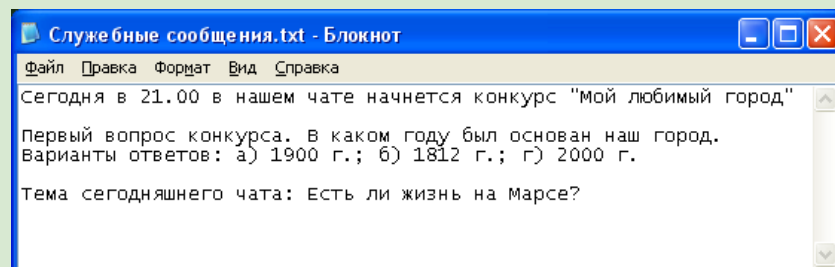 Служебные сообщения.txt - Блокнот
Файл Правка Формат Вид Справка
Сегодня в 21.00 в нашем чате начнется конкурс "Мой любимый город"
Первый вопрос конкурса. В каком году был основан наш город.
Варианты ответов: а) 1900 г.; б) 1812 г.; г) 2000 г.
Тема сегодняшнего чата: Есть ли жизнь на Марсе?